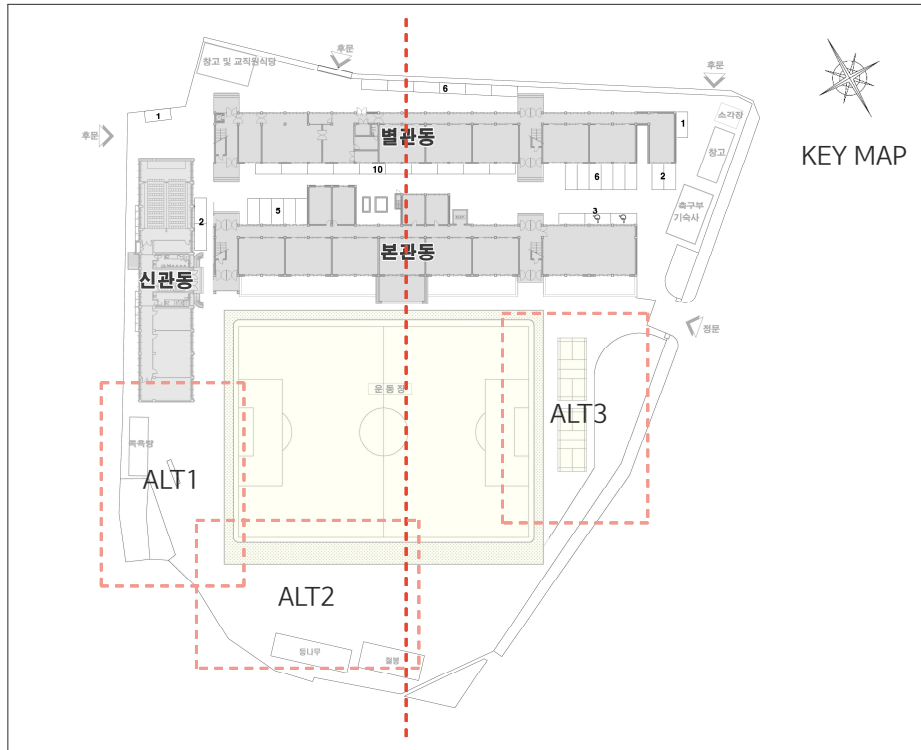 후문
창고 및 교직원식당
후문
6
소각장
1
1
후문
별관동
창고
KEY MAP
10
6
2
축구부
기숙사
5
2
3
본관동
신관동
정문
운동장
ALT3
목욕탕
ALT1
ALT2
등나무
철봉